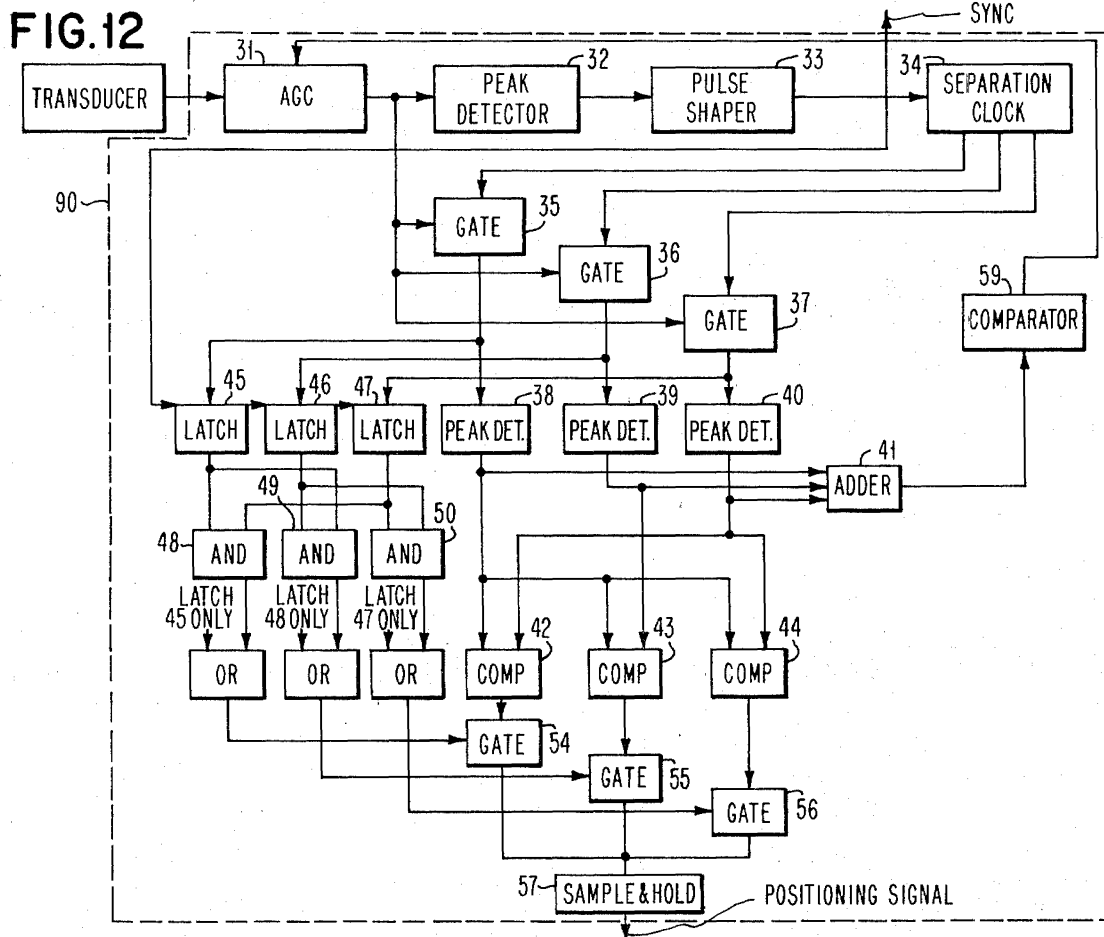 FIG.12
SYNC
31
32
33
34
TRANSDUCER
AGC
PEAK
DETECTOR
PULSE
SHAPER
SEPARATION
CLOCK
90
GATE
35
GATE
36
GATE
37
59
COMPARATOR
45
46
47
38
39
40
LATCH
LATCH
LATCH
PEAK DET.
PEAK DET.
PEAK DET.
41
ADDER
48
49
50
AND
AND
AND
LATCH
45 ONLY
LATCH
48 ONLY
LATCH
47 ONLY
42
43
44
OR
OR
OR
COMP
COMP
COMP
GATE
54
GATE
55
GATE
56
57
SAMPLE & HOLD
POSITIONING SIGNAL